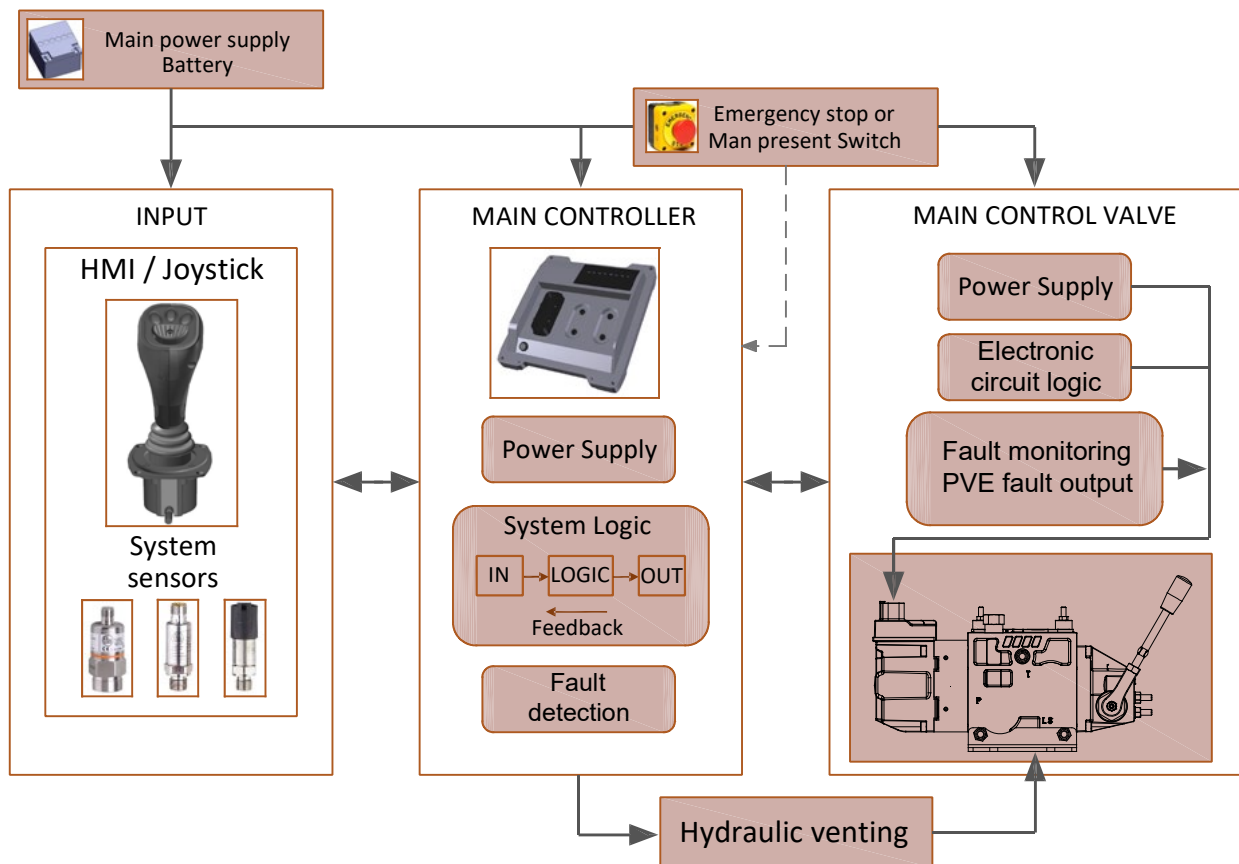 Main power supply
Battery
EMERGENCY
Emergency stop or
Man present Switch
INPUT
HMI / Joystick
System
sensors
MAIN CONTROLLER
Power Supply
System Logic
IN
LOGIC
OUT
Feedback
Fault
detection
MAIN CONTROL VALVE
Power Supply
Electronic
circuit logic
Fault monitoring
PVE fault output
P
T
LS
Hydraulic venting